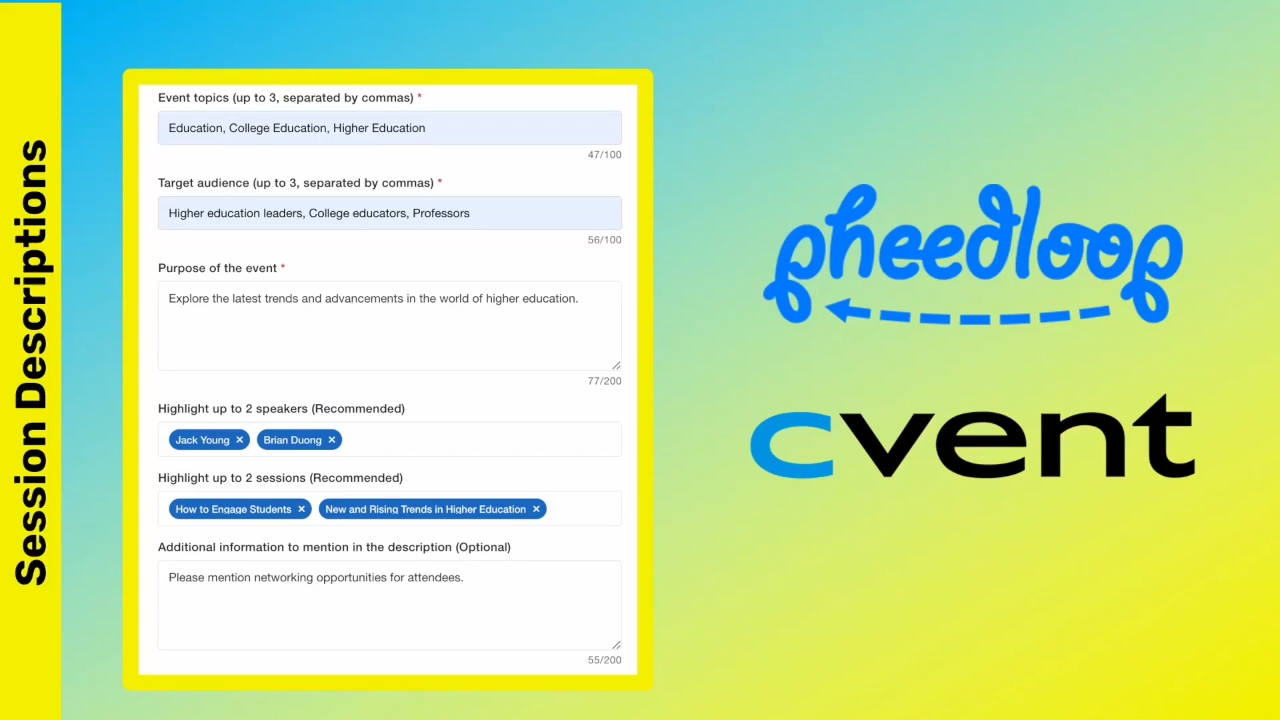 Session Descriptions
Event topics (up to 3, separated by commas) *
Education, College Education, Higher Education
47/100
Target audience (up to 3, separated by commas) *
Higher education leaders, College educators, Professors
56/100
Purpose of the event *
Explore the latest trends and advancements in the world of higher education.
77/200
Highlight up to 2 speakers (Recommended)
Jack Young × Brian Duong ×
Highlight up to 2 sessions (Recommended)
How to Engage Students × New and Rising Trends in Higher Education ×
Additional information to mention in the description (Optional)
Please mention networking opportunities for attendees.
55/200
pheedloop
cvent